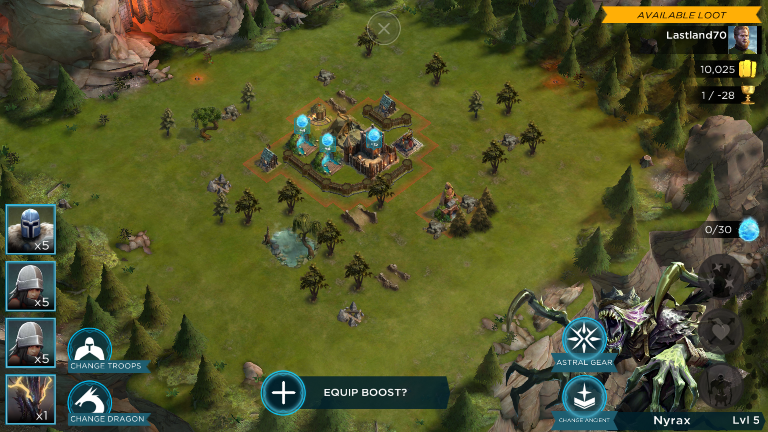 AVAILABLE LOOT
Lastland70
10,025
1 / -28
0/30
x5
x5
x5
x1
CHANGE TROOPS
CHANGE DRAGON
EQUIP BOOST?
ASTRAL GEAR
CHANGE ANCIENT
Nyrax Lvl 5